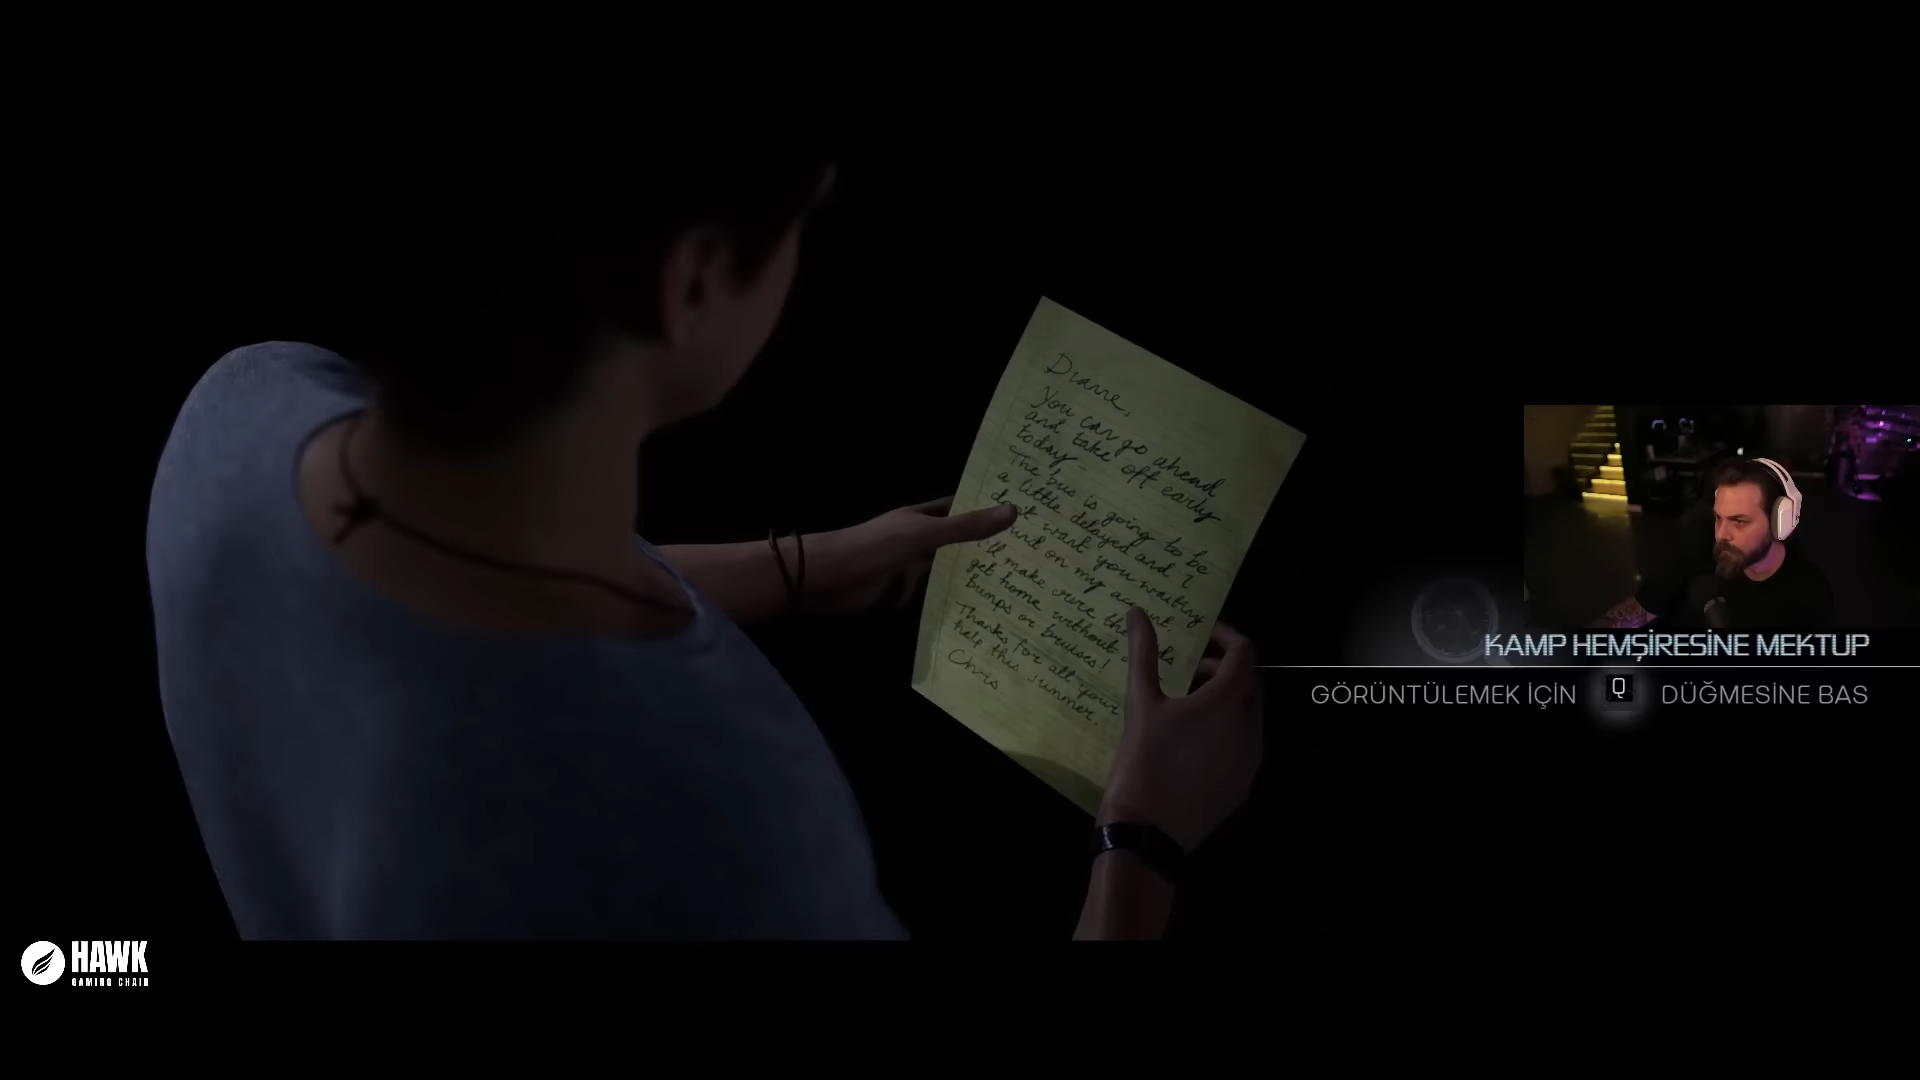 Dianne,
You can go ahead
and take off early
today-
The bus is going to be
a little delayed and I
don't want you waiting
on my account.
I'll make sure the
get home without
Bumps or bruises!
Thanks for all your
help this summer.
Chris
KAMP HEMŞİRESİNE MEKTUP
GÖRÜNTÜLEMEK İÇİN Q DÜĞMESİNE BAS
HAWK
GAMING CHAIR